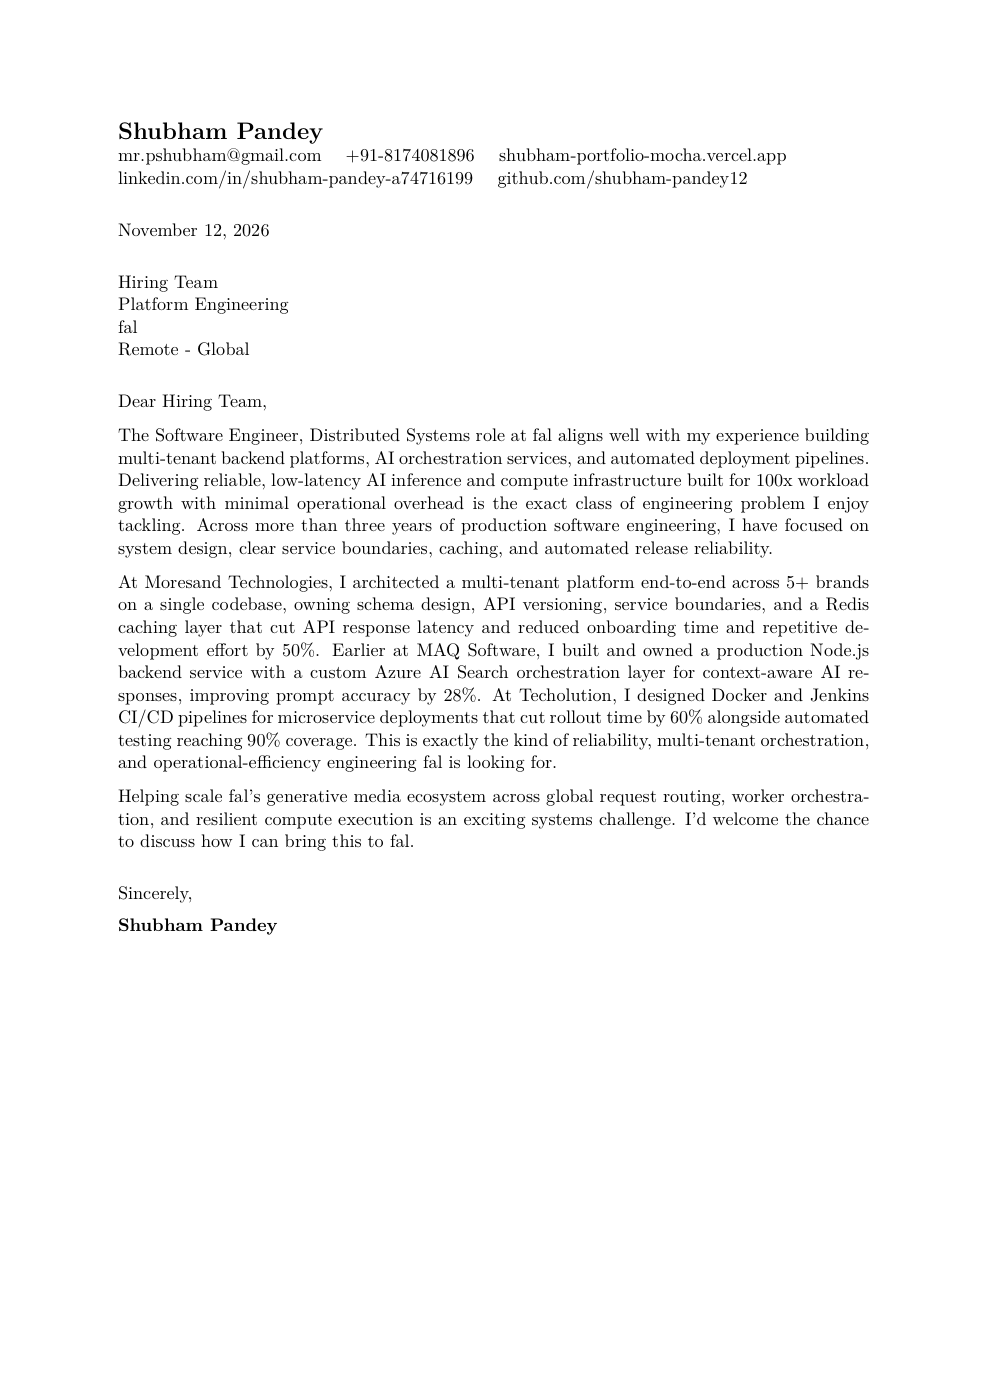 Shubham Pandey
mr.pshubham@gmail.com +91-8174081896 shubham-portfolio-mocha.vercel.app
linkedin.com/in/shubham-pandey-a74716199 github.com/shubham-pandey12
November 12, 2026
Hiring Team
Platform Engineering
fal
Remote - Global
Dear Hiring Team,
The Software Engineer, Distributed Systems role at fal aligns well with my experience building
multi-tenant backend platforms, AI orchestration services, and automated deployment pipelines.
Delivering reliable, low-latency AI inference and compute infrastructure built for 100x workload
growth with minimal operational overhead is the exact class of engineering problem I enjoy
tackling. Across more than three years of production software engineering, I have focused on
system design, clear service boundaries, caching, and automated release reliability.
At Moresand Technologies, I architected a multi-tenant platform end-to-end across 5+ brands
on a single codebase, owning schema design, API versioning, service boundaries, and a Redis
caching layer that cut API response latency and reduced onboarding time and repetitive de-
velopment effort by 50%. Earlier at MAQ Software, I built and owned a production Node.js
backend service with a custom Azure AI Search orchestration layer for context-aware AI re-
sponses, improving prompt accuracy by 28%. At Techolution, I designed Docker and Jenkins
CI/CD pipelines for microservice deployments that cut rollout time by 60% alongside automated
testing reaching 90% coverage. This is exactly the kind of reliability, multi-tenant orchestration,
and operational-efficiency engineering fal is looking for.
Helping scale fal's generative media ecosystem across global request routing, worker orchestra-
tion, and resilient compute execution is an exciting systems challenge. I'd welcome the chance
to discuss how I can bring this to fal.
Sincerely,
Shubham Pandey